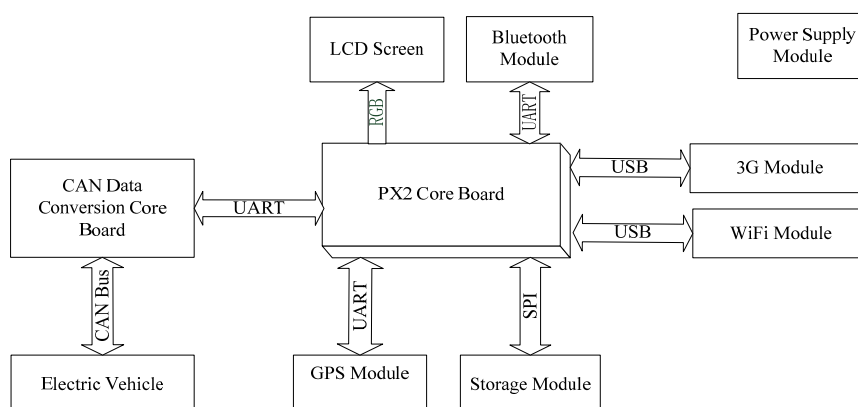 LCD Screen
Bluetooth
Module
Power Supply
Module
RGB
UART
CAN Data
Conversion Core
Board
UART
PX2 Core Board
USB
3G Module
USB
WiFi Module
CAN Bus
UART
SPI
Electric Vehicle
GPS Module
Storage Module